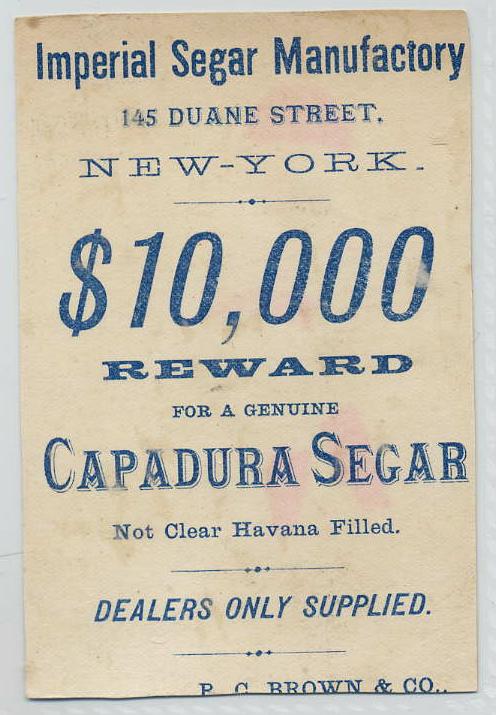 Imperial Segar Manufactory
145 DUANE STREET.
NEW-YORK.
$10,000
REWARD
FOR A GENUINE
CAPADURA SEGAR
Not Clear Havana Filled.
DEALERS ONLY SUPPLIED.
P. C. BROWN & CO.,